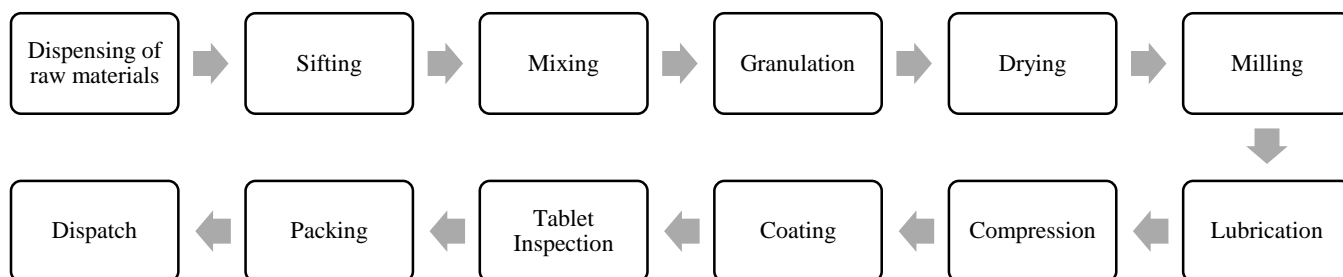 Dispensing of
raw materials
Sifting
Mixing
Granulation
Drying
Milling
Lubrication
Compression
Coating
Tablet
Inspection
Packing
Dispatch